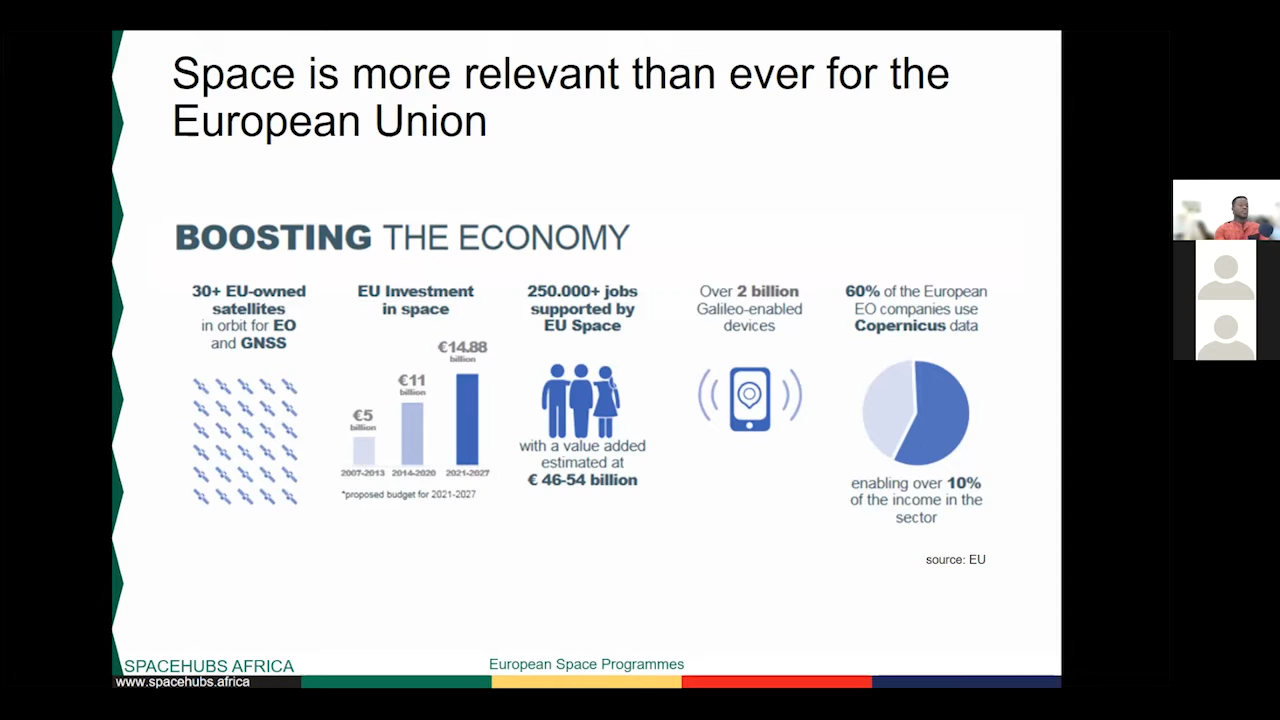 Space is more relevant than ever for the
European Union
BOOSTING THE ECONOMY
30+ EU-owned
satellites
in orbit for EO
and GNSS
EU Investment
in space
€5
billion
€11
billion
€14.88
billion
2007-2013
2014-2020
2021-2027
*proposed budget for 2021-2027
250.000+ jobs
supported by
EU Space
with a value added
estimated at
€ 46-54 billion
Over 2 billion
Galileo-enabled
devices
60% of the European
EO companies use
Copernicus data
enabling over 10%
of the income in the
sector
source: EU
SPACEHUBS AFRICA
European Space Programmes
www.spacehubs.africa